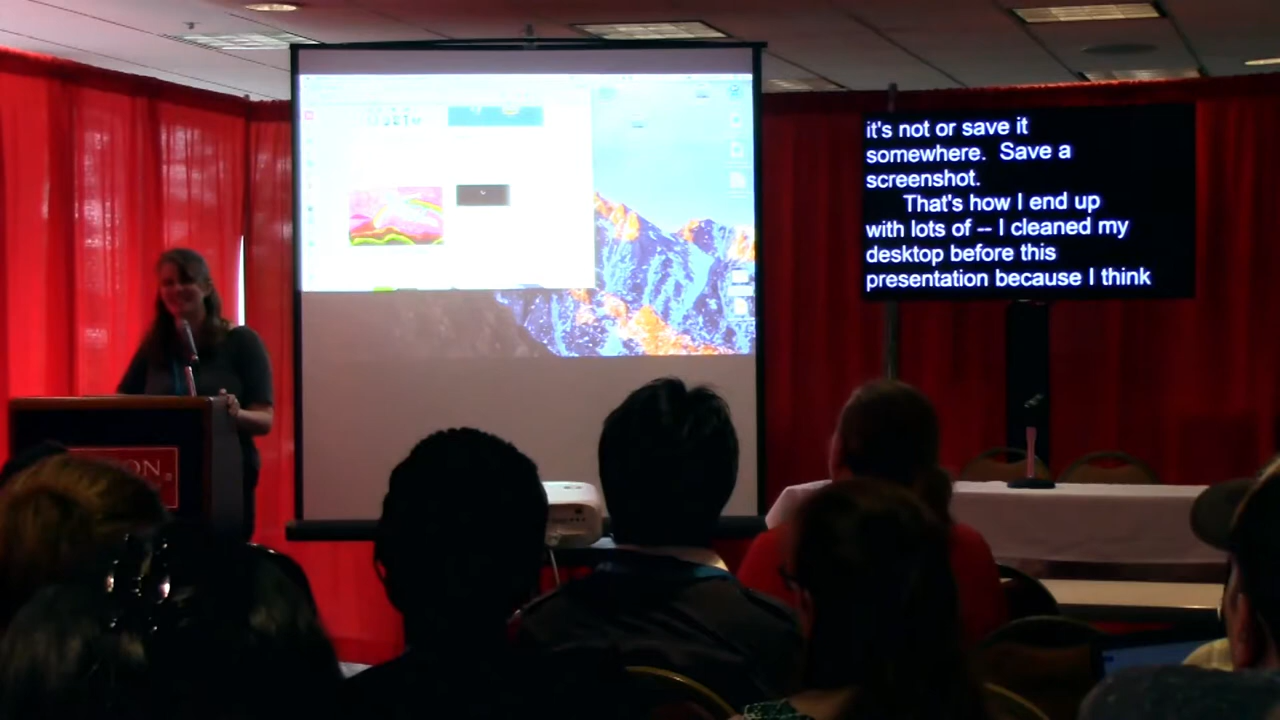 it's not or save it
somewhere. Save a
screenshot.
That's how I end up
with lots of -- I cleaned my
desktop before this
presentation because I think